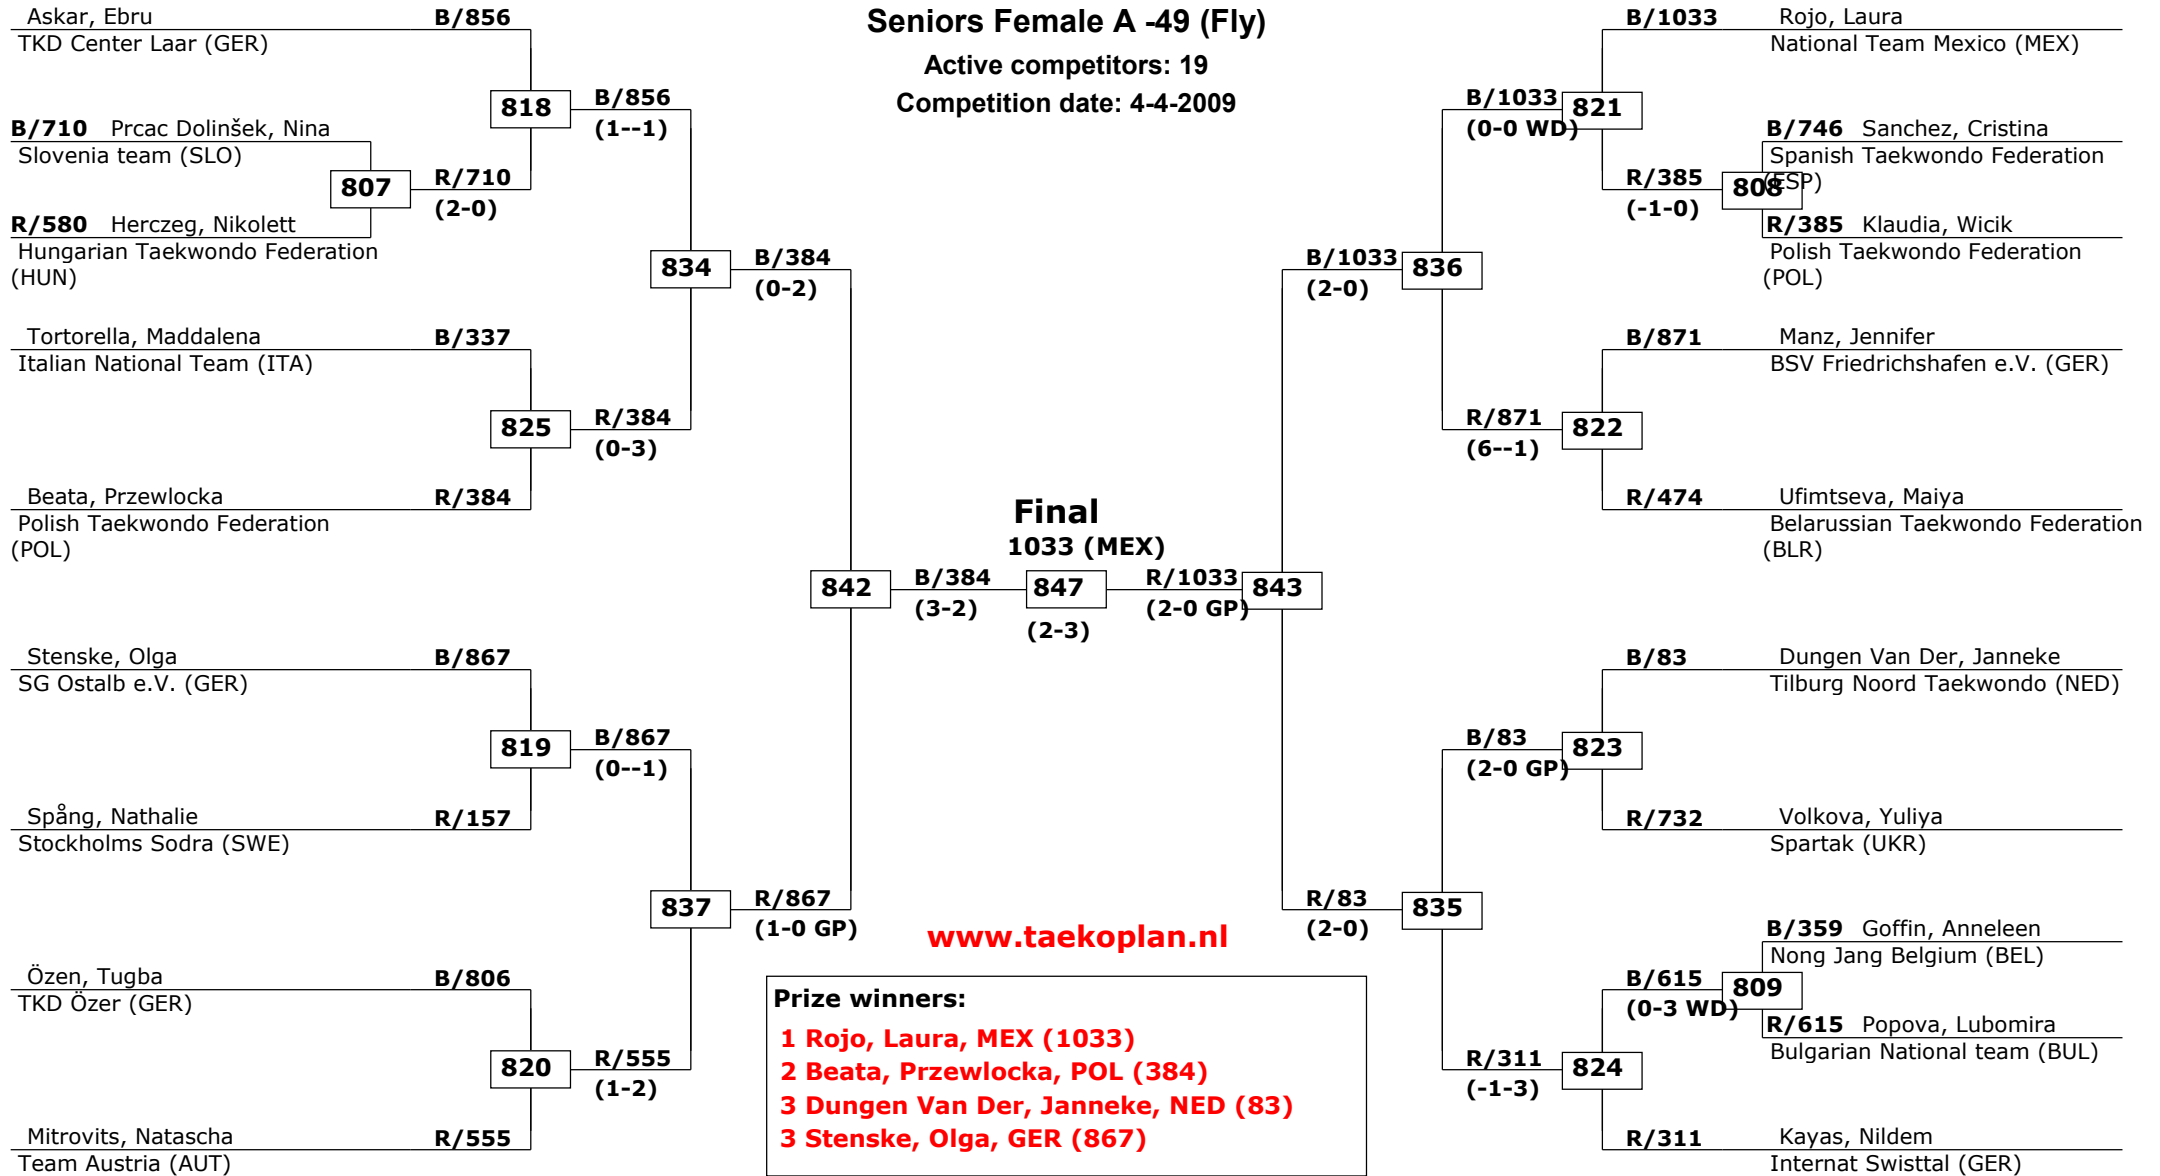 Seniors Female A -49 (Fly)
Active competitors: 19
Competition date: 4-4-2009
Askar, Ebru B/856
TKD Center Laar (GER)
818
B/856
(1--1)
B/710 Prcac Dolinšek, Nina
Slovenia team (SLO)
807
R/710
(2-0)
R/580 Herczeg, Nikolett
Hungarian Taekwondo Federation
(HUN)
834
B/384
(0-2)
Tortorella, Maddalena B/337
Italian National Team (ITA)
825
R/384
(0-3)
Beata, Przewlocka R/384
Polish Taekwondo Federation
(POL)
842
B/384
(3-2)
Stenske, Olga B/867
SG Ostalb e.V. (GER)
819
B/867
(0--1)
Spång, Nathalie R/157
Stockholms Sodra (SWE)
837
R/867
(1-0 GP)
Özen, Tugba B/806
TKD Özer (GER)
820
R/555
(1-2)
Mitrovits, Natascha R/555
Team Austria (AUT)
Final
1033 (MEX)
847
(2-3)
R/1033
(2-0 GP)
843
B/1033 Rojo, Laura
National Team Mexico (MEX)
B/1033
(0-0 WD)
821
B/746 Sanchez, Cristina
Spanish Taekwondo Federation
(ESP)
R/385
(-1-0)
808
R/385 Klaudia, Wicik
Polish Taekwondo Federation
(POL)
B/1033
(2-0)
836
B/871 Manz, Jennifer
BSV Friedrichshafen e.V. (GER)
R/871
(6--1)
822
R/474 Ufimtseva, Maiya
Belarussian Taekwondo Federation
(BLR)
B/83 Dungen Van Der, Janneke
Tilburg Noord Taekwondo (NED)
B/83
(2-0 GP)
823
R/732 Volkova, Yuliya
Spartak (UKR)
R/83
(2-0)
835
B/359 Goffin, Anneleen
Nong Jang Belgium (BEL)
B/615
(0-3 WD)
809
R/615 Popova, Lubomira
Bulgarian National team (BUL)
R/311
(-1-3)
824
R/311 Kayas, Nildem
Internat Swisttal (GER)
www.taekoplan.nl
Prize winners:
1 Rojo, Laura, MEX (1033)
2 Beata, Przewlocka, POL (384)
3 Dungen Van Der, Janneke, NED (83)
3 Stenske, Olga, GER (867)